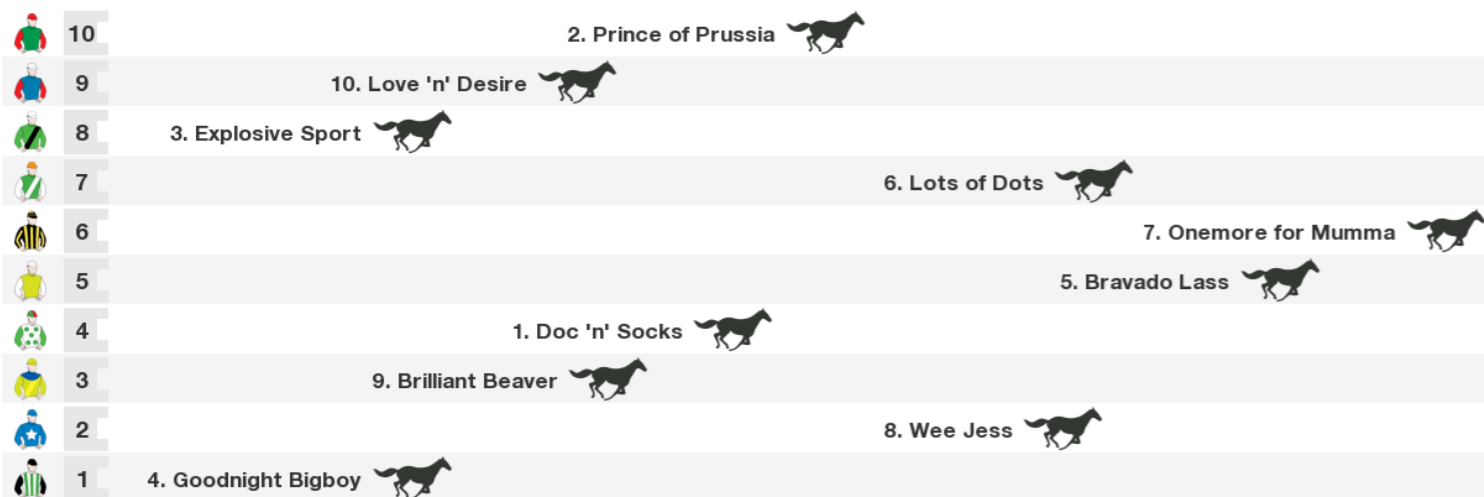 10 2. Prince of Prussia
9 10. Love 'n' Desire
8 3. Explosive Sport
7 6. Lots of Dots
6 7. Onemore for Mumma
5 5. Bravado Lass
4 1. Doc 'n' Socks
3 9. Brilliant Beaver
2 8. Wee Jess
1 4. Goodnight Bigboy